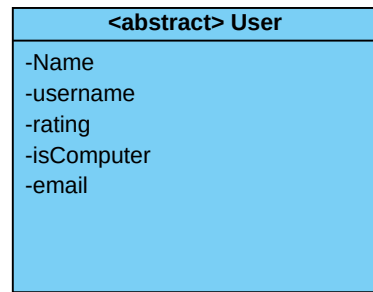 <abstract> User
-Name
-username
-rating
-isComputer
-email